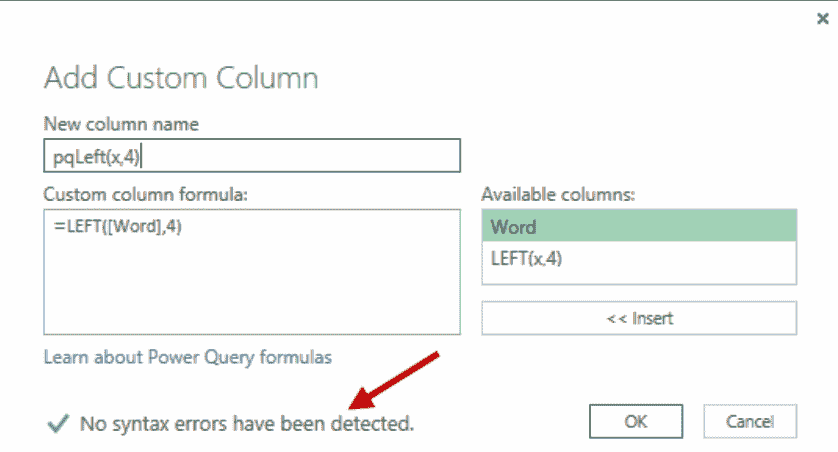 Add Custom Column
New column name
pqLeft(x,4)
Custom column formula:
=LEFT([Word],4)
Available columns:
Word
LEFT(x,4)
<< Insert
Learn about Power Query formulas
No syntax errors have been detected.
OK
Cancel